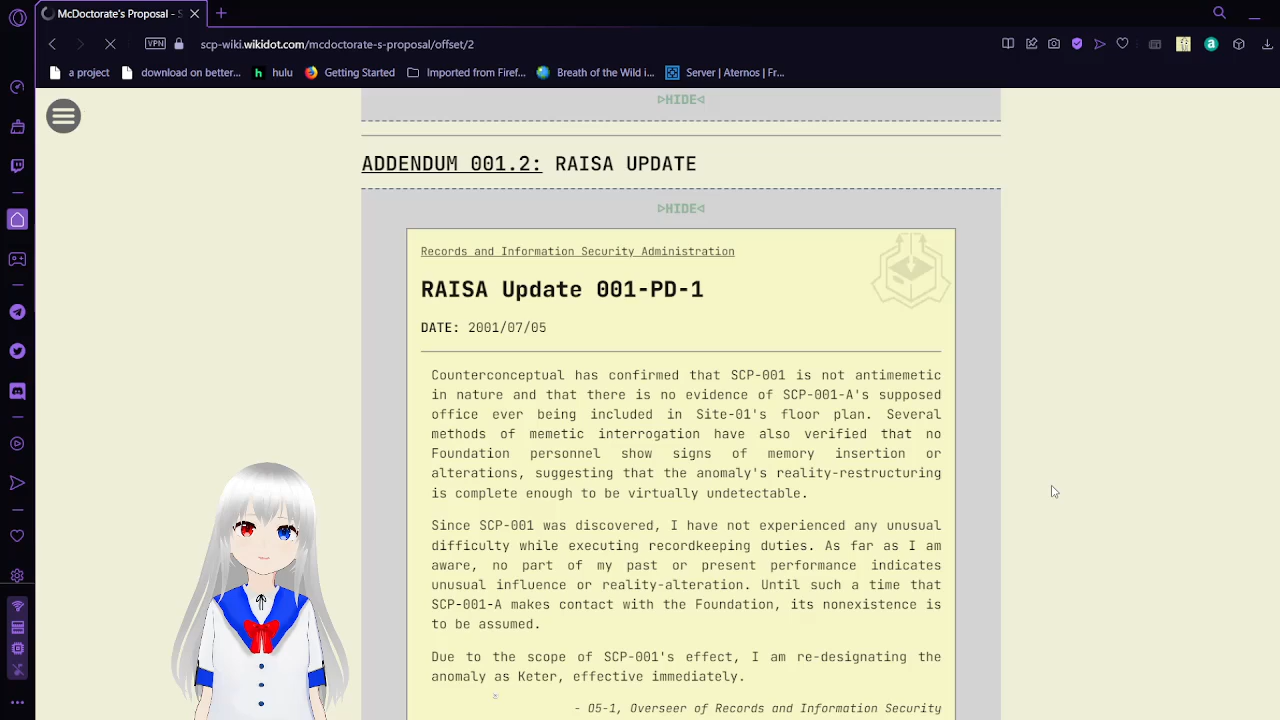 McDoctorate's Proposal - S
VPN
scp-wiki.wikidot.com/mcdoctorate-s-proposal/offset/2
a project
download on better...
h hulu
Getting Started
Imported from Firef...
Breath of the Wild i...
Server | Aternos | Fr...
▷HIDE◁
ADDENDUM 001.2: RAISA UPDATE
▷HIDE◁
Records and Information Security Administration
RAISA Update 001-PD-1
DATE: 2001/07/05
Counterconceptual has confirmed that SCP-001 is not antimemetic
in nature and that there is no evidence of SCP-001-A's supposed
office ever being included in Site-01's floor plan. Several
methods of memetic interrogation have also verified that no
Foundation personnel show signs of memory insertion or
alterations, suggesting that the anomaly's reality-restructuring
is complete enough to be virtually undetectable.
Since SCP-001 was discovered, I have not experienced any unusual
difficulty while executing recordkeeping duties. As far as I am
aware, no part of my past or present performance indicates
unusual influence or reality-alteration. Until such a time that
SCP-001-A makes contact with the Foundation, its nonexistence is
to be assumed.
Due to the scope of SCP-001's effect, I am re-designating the
anomaly as Keter, effective immediately.
- O5-1, Overseer of Records and Information Security